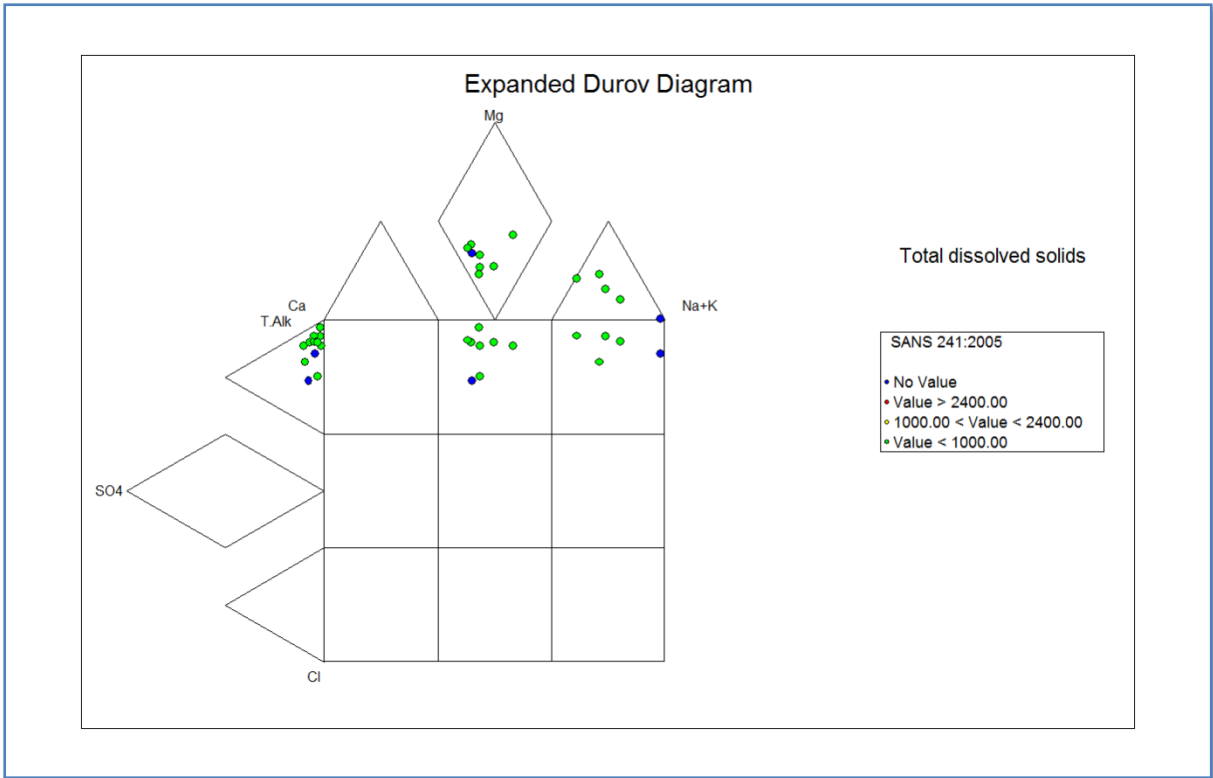 Expanded Durov Diagram
Mg
Total dissolved solids
Ca
Na+K
T.Alk
SANS 241:2005
No Value
Value > 2400.00
1000.00 < Value < 2400.00
Value < 1000.00
SO4
Cl